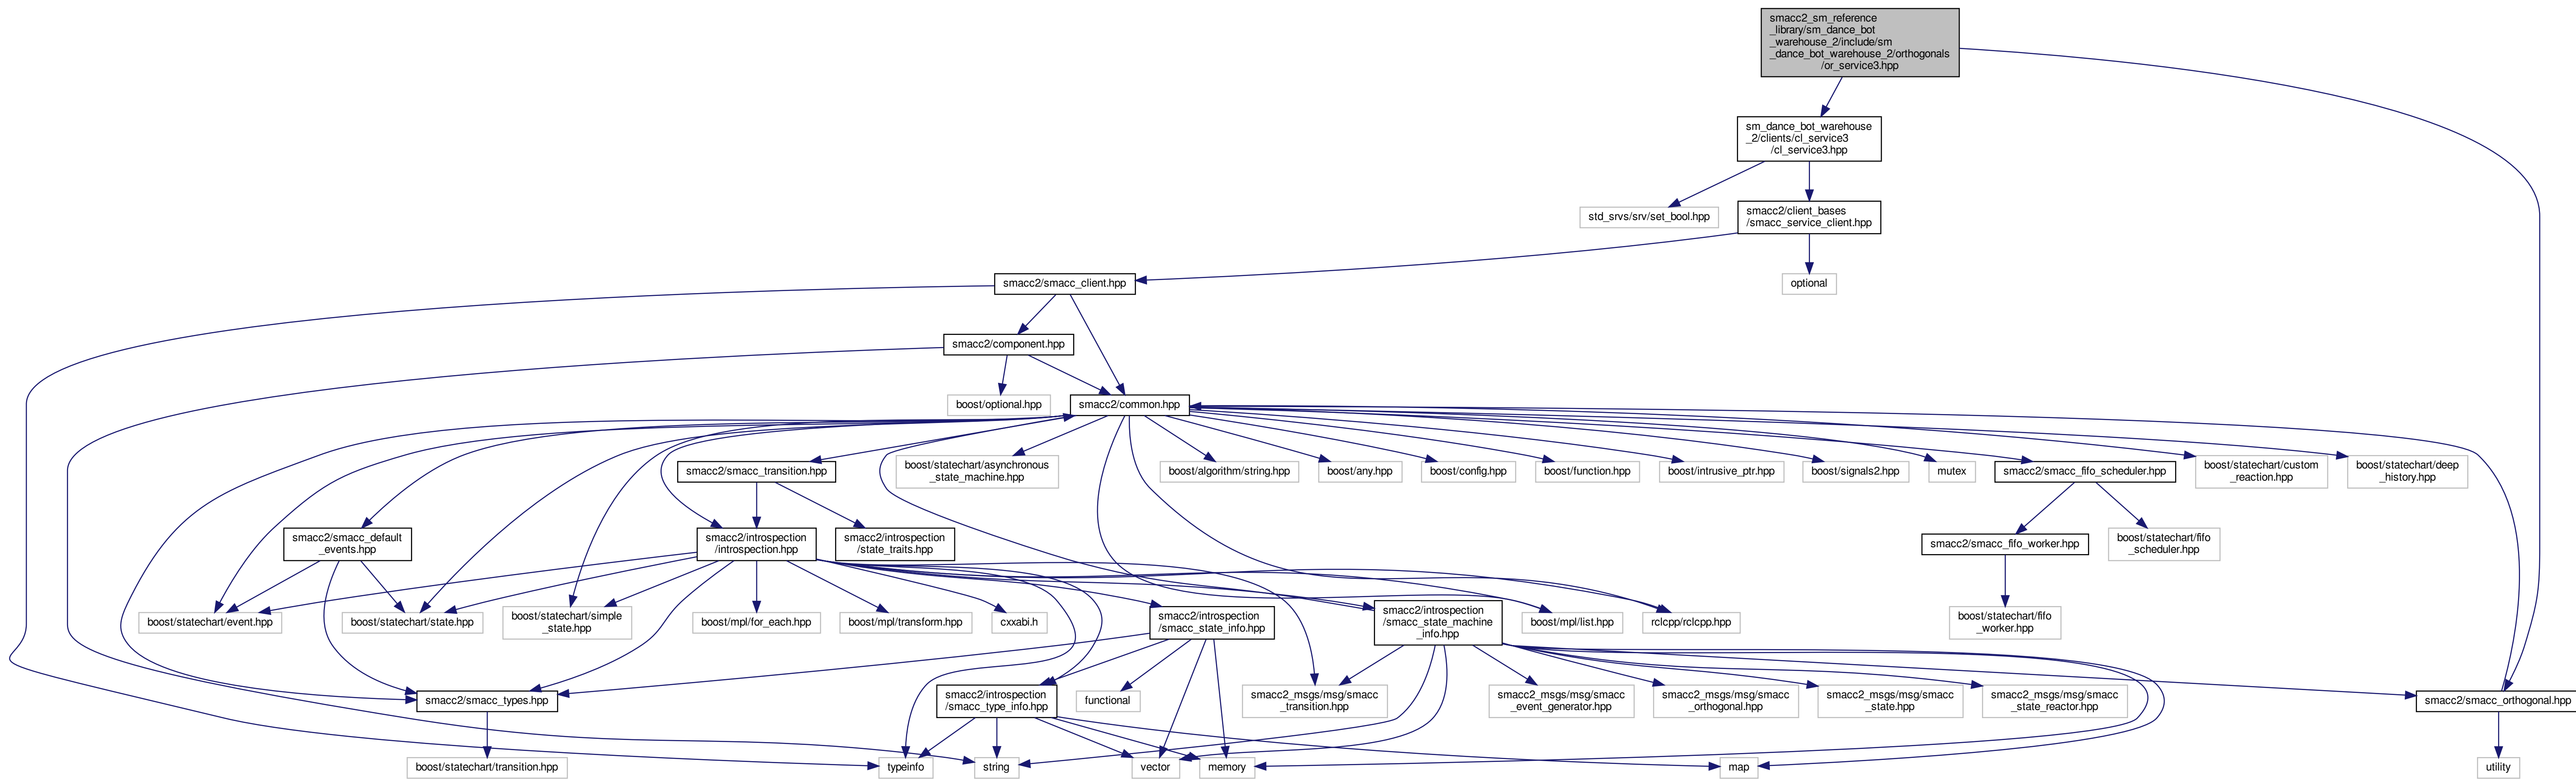 smacc2_sm_reference
_library/sm_dance_bot
_warehouse_2/include/sm
_dance_bot_warehouse_2/orthogonals
/or_service3.hpp
sm_dance_bot_warehouse
_2/clients/cl_service3
/cl_service3.hpp
std_srvs/srv/set_bool.hpp
smacc2/client_bases
/smacc_service_client.hpp
smacc2/smacc_client.hpp
optional
smacc2/component.hpp
boost/optional.hpp
smacc2/common.hpp
smacc2/smacc_transition.hpp
boost/statechart/asynchronous
_state_machine.hpp
boost/algorithm/string.hpp
boost/any.hpp
boost/config.hpp
boost/function.hpp
boost/intrusive_ptr.hpp
boost/signals2.hpp
mutex
smacc2/smacc_fifo_scheduler.hpp
boost/statechart/custom
_reaction.hpp
boost/statechart/deep
_history.hpp
smacc2/smacc_default
_events.hpp
smacc2/introspection
/introspection.hpp
smacc2/introspection
/state_traits.hpp
smacc2/smacc_fifo_worker.hpp
boost/statechart/fifo
_scheduler.hpp
boost/statechart/event.hpp
boost/statechart/state.hpp
boost/statechart/simple
_state.hpp
boost/mpl/for_each.hpp
boost/mpl/transform.hpp
cxxabi.h
smacc2/introspection
/smacc_state_info.hpp
smacc2/introspection
/smacc_state_machine
_info.hpp
boost/mpl/list.hpp
rclcpp/rclcpp.hpp
boost/statechart/fifo
_worker.hpp
smacc2/smacc_types.hpp
smacc2/introspection
/smacc_type_info.hpp
functional
smacc2_msgs/msg/smacc
_transition.hpp
smacc2_msgs/msg/smacc
_event_generator.hpp
smacc2_msgs/msg/smacc
_orthogonal.hpp
smacc2_msgs/msg/smacc
_state.hpp
smacc2_msgs/msg/smacc
_state_reactor.hpp
smacc2/smacc_orthogonal.hpp
boost/statechart/transition.hpp
typeinfo
string
vector
memory
map
utility